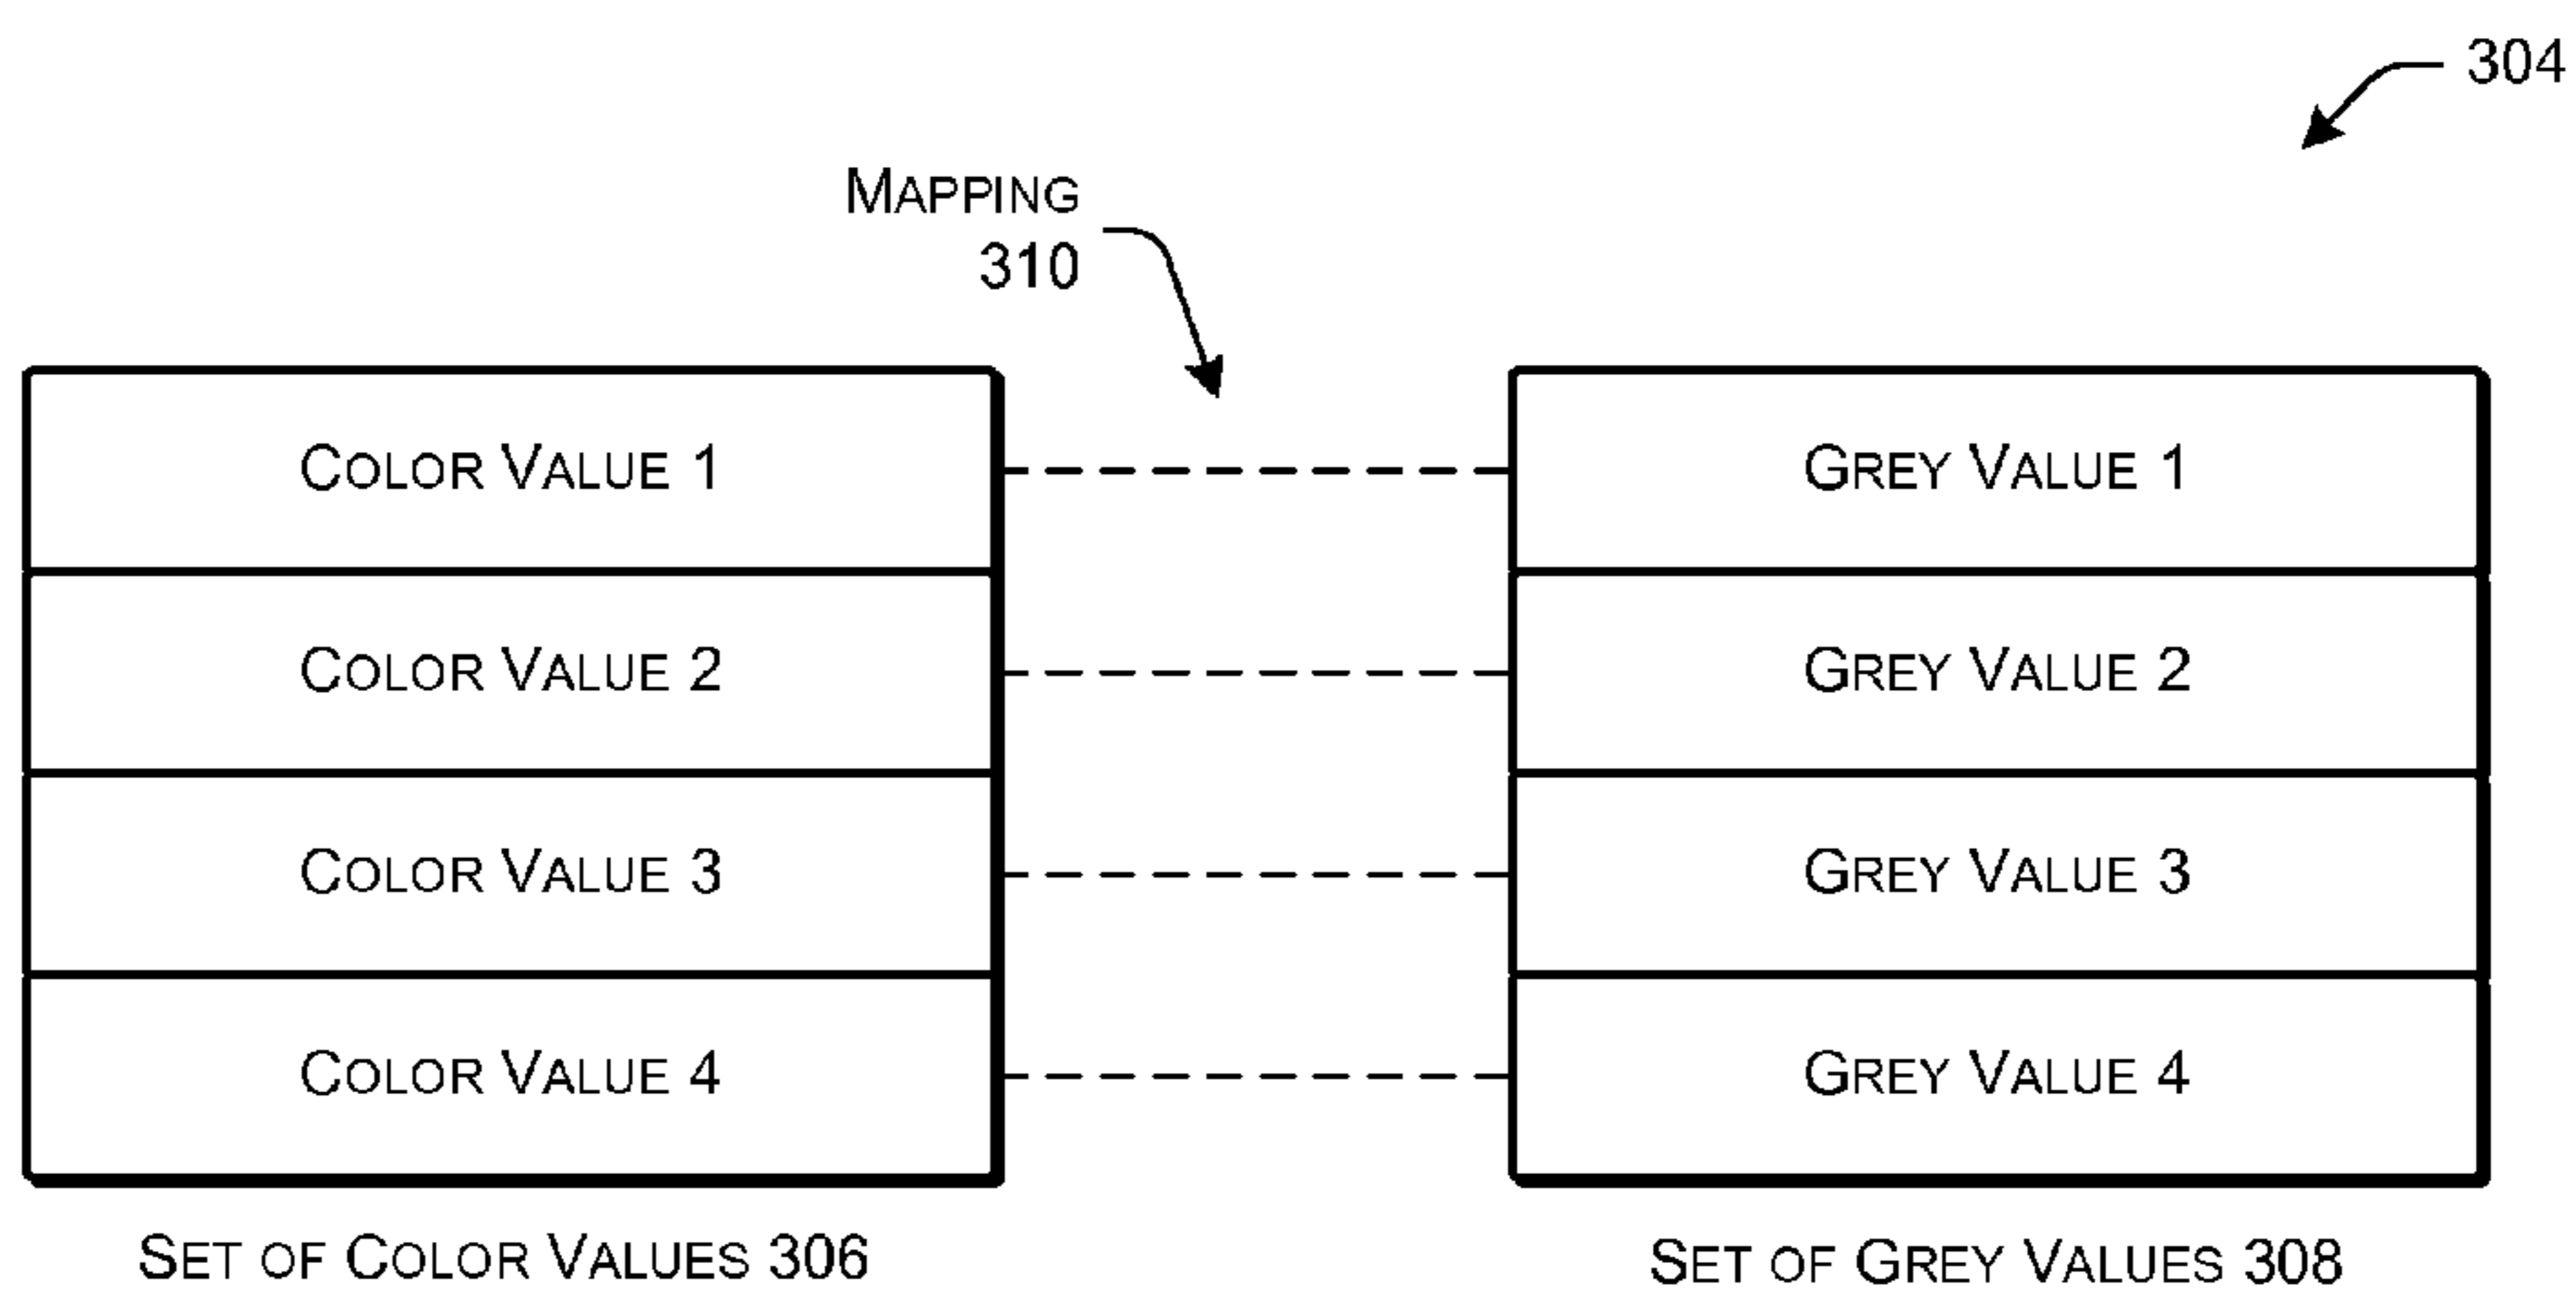 304
MAPPING
310
COLOR VALUE 1
GREY VALUE 1
COLOR VALUE 2
GREY VALUE 2
COLOR VALUE 3
GREY VALUE 3
COLOR VALUE 4
GREY VALUE 4
SET OF COLOR VALUES 306
SET OF GREY VALUES 308